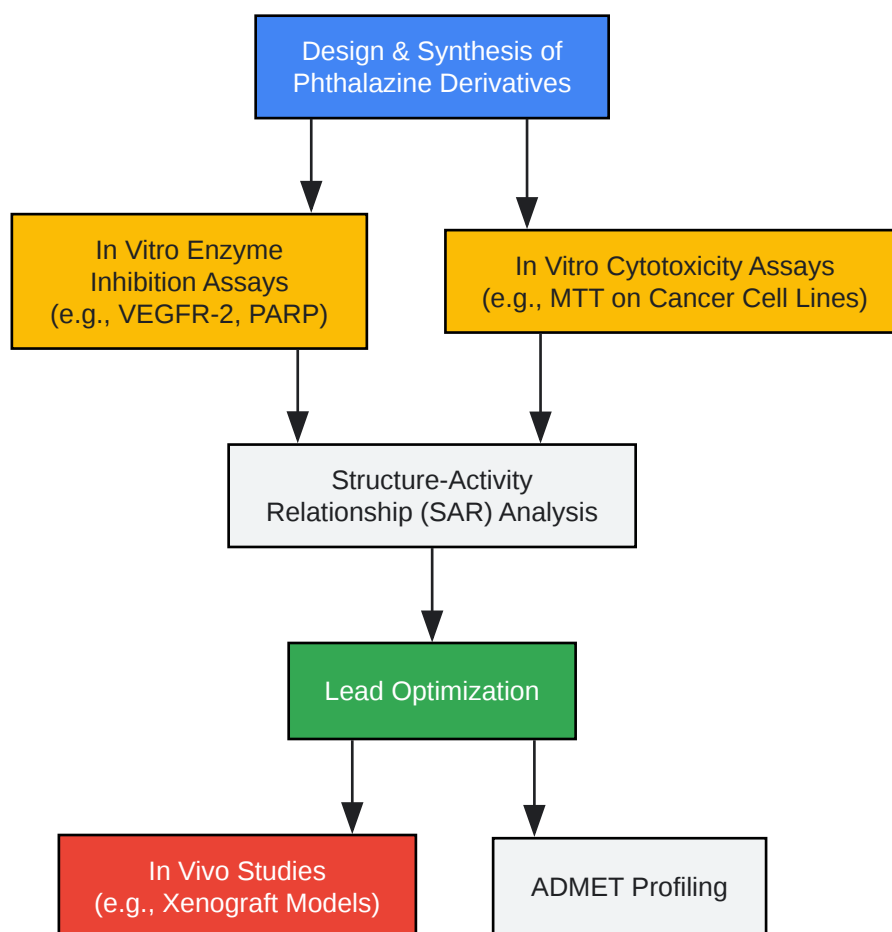 Design & Synthesis of
Phthalazine Derivatives
In Vitro Enzyme
Inhibition Assays
(e.g., VEGFR-2, PARP)
In Vitro Cytotoxicity Assays
(e.g., MTT on Cancer Cell Lines)
Structure-Activity
Relationship (SAR) Analysis
Lead Optimization
In Vivo Studies
(e.g., Xenograft Models)
ADMET Profiling